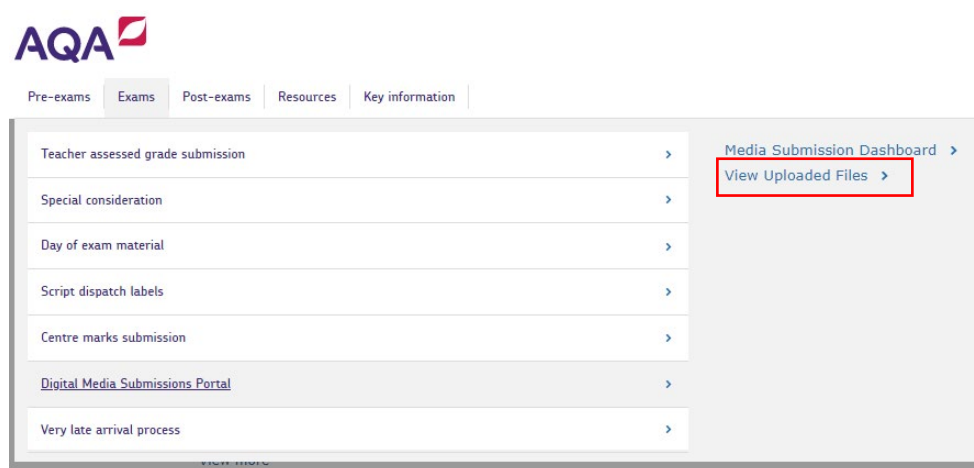 AQA
Pre-exams Exams Post-exams Resources Key information
Teacher assessed grade submission
Special consideration
Day of exam material
Script dispatch labels
Centre marks submission
Digital Media Submissions Portal
Very late arrival process
Media Submission Dashboard
View Uploaded Files
View more